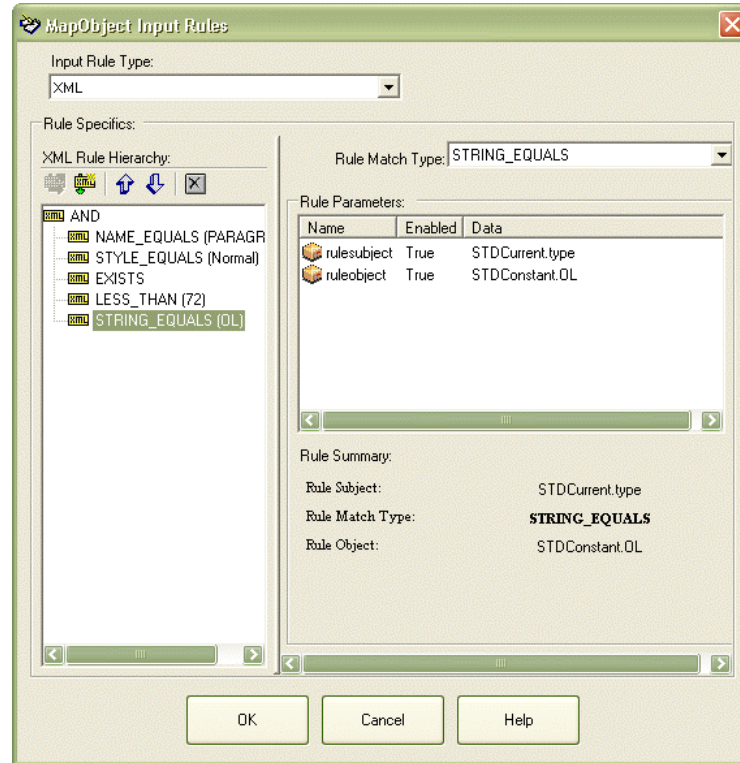 MapObject Input Rules
Input Rule Type:
XML
Rule Specifics:
XML Rule Hierarchy:
AND
NAME_EQUALS (PARAGR
STYLE_EQUALS (Normal)
EXISTS
LESS_THAN (72)
STRING_EQUALS (OL)
Rule Match Type: STRING_EQUALS
Rule Parameters:
Name Enabled Data
rulesubject True STDCurrent.type
ruleobject True STDConstant.OL
Rule Summary:
Rule Subject: STDCurrent.type
Rule Match Type: STRING_EQUALS
Rule Object: STDConstant.OL
OK Cancel Help